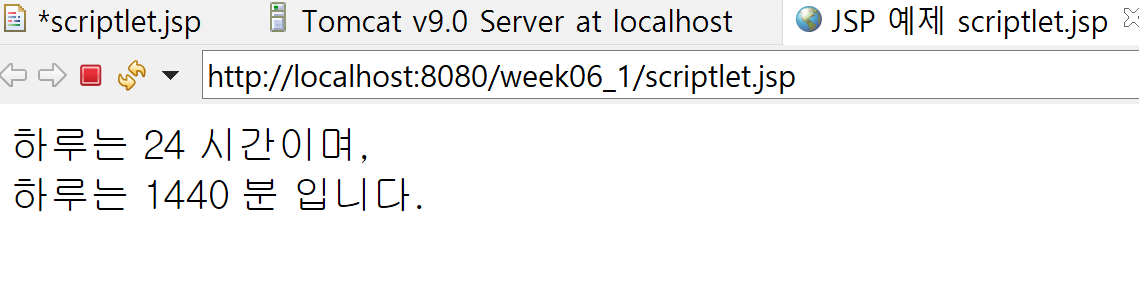 *scriptlet.jsp
Tomcat v9.0 Server at localhost
JSP 예제 scriptlet.jsp
http://localhost:8080/week06_1/scriptlet.jsp
하루는 24 시간이며,
하루는 1440 분 입니다.